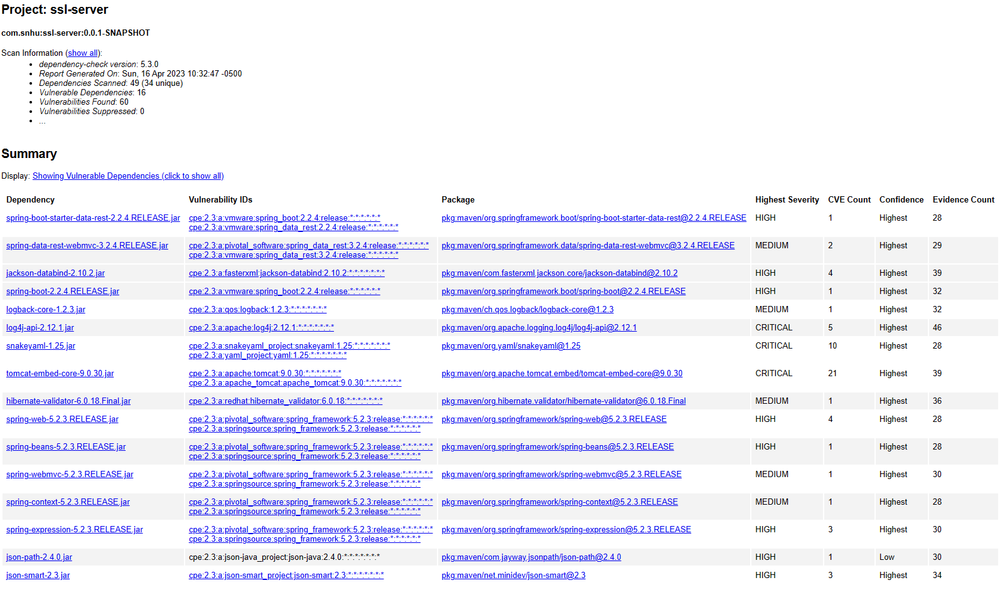 Project: ssl-server
com.snhu:ssl-server:0.0.1-SNAPSHOT
Scan Information (show all):
• dependency-check version: 5.3.0
• Report Generated On: Sun, 16 Apr 2023 10:32:47 -0500
• Dependencies Scanned: 49 (34 unique)
• Vulnerable Dependencies: 16
• Vulnerabilities Found: 60
• Vulnerabilities Suppressed: 0
• ...
Summary
Display: Showing Vulnerable Dependencies (click to show all)
Dependency Vulnerability IDs Package Highest Severity CVE Count Confidence Evidence Count
spring-boot-starter-data-rest-2.2.4.RELEASE.jar cpe:2.3:a:vmware:spring_boot:2.2.4:release:*:*:*:*:*:* pkg:maven/org.springframework.boot/spring-boot-starter-data-rest@2.2.4.RELEASE HIGH 1 Highest 28
cpe:2.3:a:vmware:spring_data_rest:2.2.4:release:*:*:*:*:*:*
spring-data-rest-webmvc-3.2.4.RELEASE.jar cpe:2.3:a:pivotal_software:spring_data_rest:3.2.4:release:*:*:*:*:*:* pkg:maven/org.springframework.data/spring-data-rest-webmvc@3.2.4.RELEASE MEDIUM 2 Highest 29
cpe:2.3:a:vmware:spring_data_rest:3.2.4:release:*:*:*:*:*:*
jackson-databind-2.10.2.jar cpe:2.3:a:fasterxml:jackson-databind:2.10.2:*:*:*:*:*:*:* pkg:maven/com.fasterxml.jackson.core/jackson-databind@2.10.2 HIGH 4 Highest 39
spring-boot-2.2.4.RELEASE.jar cpe:2.3:a:vmware:spring_boot:2.2.4:release:*:*:*:*:*:* pkg:maven/org.springframework.boot/spring-boot@2.2.4.RELEASE HIGH 1 Highest 32
logback-core-1.2.3.jar cpe:2.3:a:qos:logback:1.2.3:*:*:*:*:*:*:* pkg:maven/ch.qos.logback/logback-core@1.2.3 MEDIUM 1 Highest 32
log4j-api-2.12.1.jar cpe:2.3:a:apache:log4j:2.12.1:*:*:*:*:*:*:* pkg:maven/org.apache.logging.log4j/log4j-api@2.12.1 CRITICAL 5 Highest 46
snakeyaml-1.25.jar cpe:2.3:a:snakeyaml_project:snakeyaml:1.25:*:*:*:*:*:*:* pkg:maven/org.yaml/snakeyaml@1.25 CRITICAL 10 Highest 28
cpe:2.3:a:yaml_project:yaml:1.25:*:*:*:*:*:*:*
tomcat-embed-core-9.0.30.jar cpe:2.3:a:apache:tomcat:9.0.30:*:*:*:*:*:*:* pkg:maven/org.apache.tomcat.embed/tomcat-embed-core@9.0.30 CRITICAL 21 Highest 39
cpe:2.3:a:apache_tomcat:apache_tomcat:9.0.30:*:*:*:*:*:*:*
hibernate-validator-6.0.18.Final.jar cpe:2.3:a:redhat:hibernate_validator:6.0.18:*:*:*:*:*:*:* pkg:maven/org.hibernate.validator/hibernate-validator@6.0.18.Final MEDIUM 1 Highest 36
spring-web-5.2.3.RELEASE.jar cpe:2.3:a:pivotal_software:spring_framework:5.2.3:release:*:*:*:*:*:* pkg:maven/org.springframework/spring-web@5.2.3.RELEASE HIGH 4 Highest 28
cpe:2.3:a:springsource:spring_framework:5.2.3:release:*:*:*:*:*:*
spring-beans-5.2.3.RELEASE.jar cpe:2.3:a:pivotal_software:spring_framework:5.2.3:release:*:*:*:*:*:* pkg:maven/org.springframework/spring-beans@5.2.3.RELEASE HIGH 1 Highest 28
cpe:2.3:a:springsource:spring_framework:5.2.3:release:*:*:*:*:*:*
spring-webmvc-5.2.3.RELEASE.jar cpe:2.3:a:pivotal_software:spring_framework:5.2.3:release:*:*:*:*:*:* pkg:maven/org.springframework/spring-webmvc@5.2.3.RELEASE MEDIUM 1 Highest 30
cpe:2.3:a:springsource:spring_framework:5.2.3:release:*:*:*:*:*:*
spring-context-5.2.3.RELEASE.jar cpe:2.3:a:pivotal_software:spring_framework:5.2.3:release:*:*:*:*:*:* pkg:maven/org.springframework/spring-context@5.2.3.RELEASE MEDIUM 1 Highest 28
cpe:2.3:a:springsource:spring_framework:5.2.3:release:*:*:*:*:*:*
spring-expression-5.2.3.RELEASE.jar cpe:2.3:a:pivotal_software:spring_framework:5.2.3:release:*:*:*:*:*:* pkg:maven/org.springframework/spring-expression@5.2.3.RELEASE HIGH 3 Highest 30
cpe:2.3:a:springsource:spring_framework:5.2.3:release:*:*:*:*:*:*
json-path-2.4.0.jar cpe:2.3:a:json-java_project:json-java:2.4.0:*:*:*:*:*:*:* pkg:maven/com.jayway.jsonpath/json-path@2.4.0 HIGH 1 Low 30
json-smart-2.3.jar cpe:2.3:a:json-smart_project:json-smart:2.3:*:*:*:*:*:*:* pkg:maven/net.minidev/json-smart@2.3 HIGH 3 Highest 34